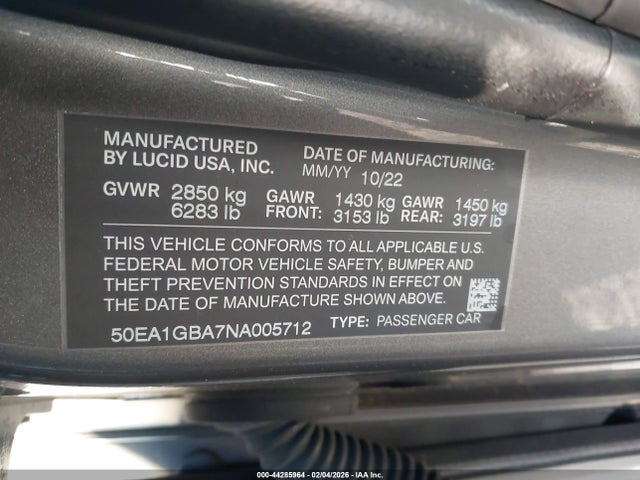 MANUFACTURED BY LUCID USA, INC.
DATE OF MANUFACTURING:
MM/YY 10/22
GVWR 2850 kg 6283 lb
GAWR FRONT: 1430 kg 3153 lb
GAWR REAR: 1450 kg 3197 lb
THIS VEHICLE CONFORMS TO ALL APPLICABLE U.S.
FEDERAL MOTOR VEHICLE SAFETY, BUMPER AND
THEFT PREVENTION STANDARDS IN EFFECT ON
THE DATE OF MANUFACTURE SHOWN ABOVE.
50EA1GBA7NA005712
TYPE: PASSENGER CAR
000-44285964 - 02/04/2026 - IAA Inc.